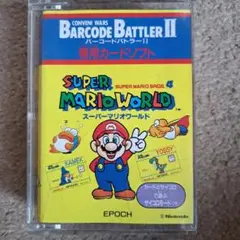 CONVENI WARS
BARCODE BATTLER II
バーコードバトラーII
専用カードソフト
SUPER MARIO BROS. 4
SUPER
MARIO WORLD
スーパーマリオワールド
KAMEK
YOSSY
EPOCH
Nintendo